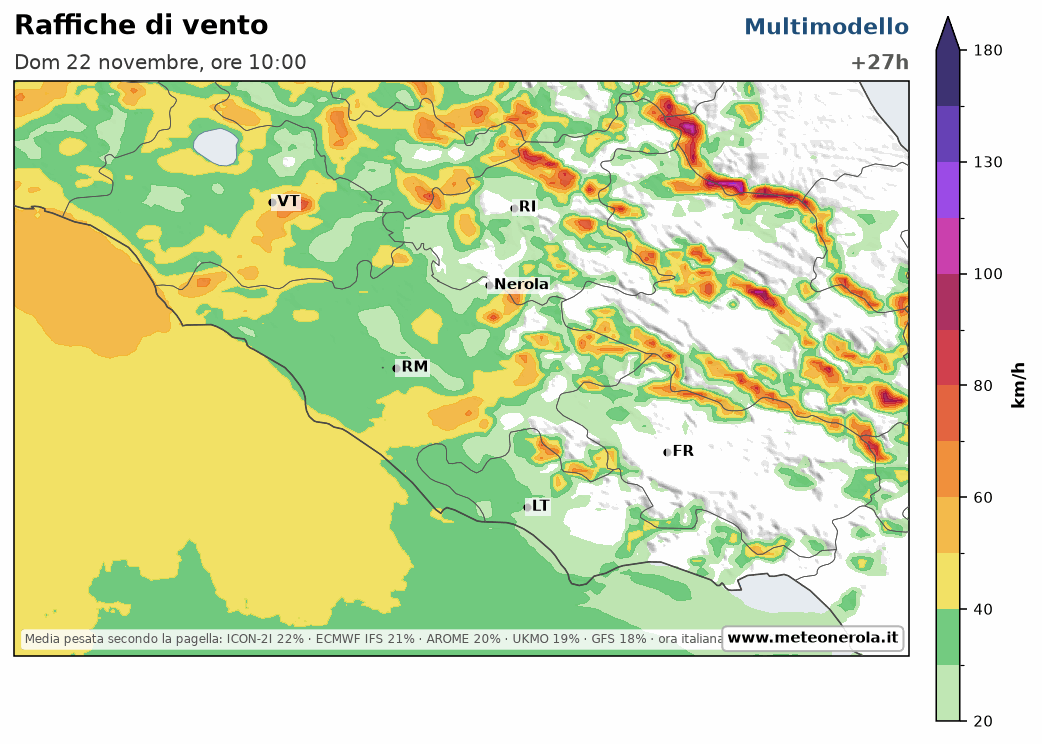 Raffiche di vento
Multimodello
Dom 22 novembre, ore 10:00
+27h
180
130
100
80
60
40
20
km/h
VT
RI
Nerola
RM
FR
LT
Media pesata secondo la pagella: ICON-2I 22% · ECMWF IFS 21% · AROME 20% · UKMO 19% · GFS 18% · ora italiana
www.meteonerola.it